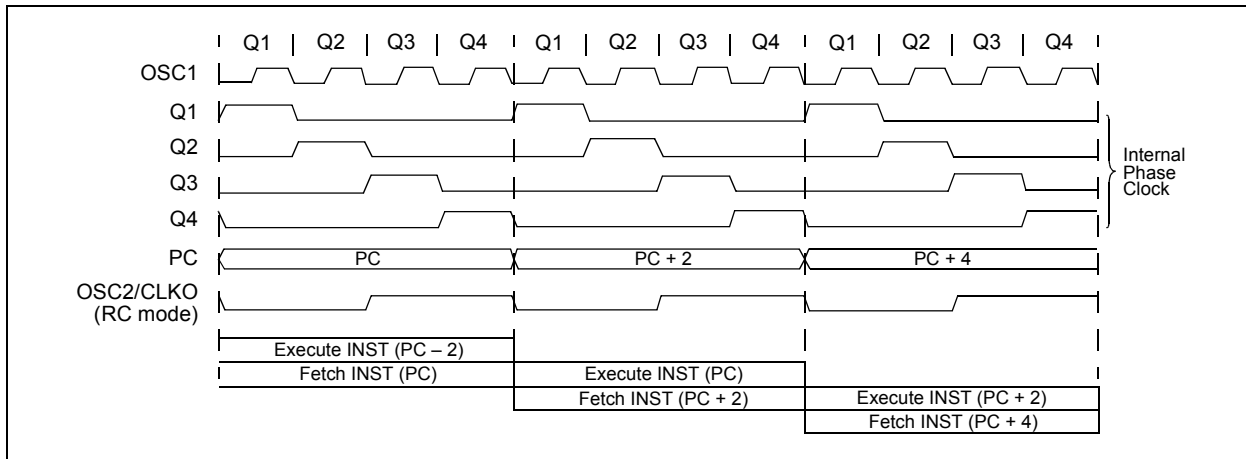 Q1 Q2 Q3 Q4 Q1 Q2 Q3 Q4 Q1 Q2 Q3 Q4
OSC1
Q1
Q2
Q3
Q4
Internal
Phase
Clock
PC PC PC + 2 PC + 4
OSC2/CLKO
(RC mode)
Execute INST (PC – 2)
Fetch INST (PC) Execute INST (PC)
Fetch INST (PC + 2) Execute INST (PC + 2)
Fetch INST (PC + 4)